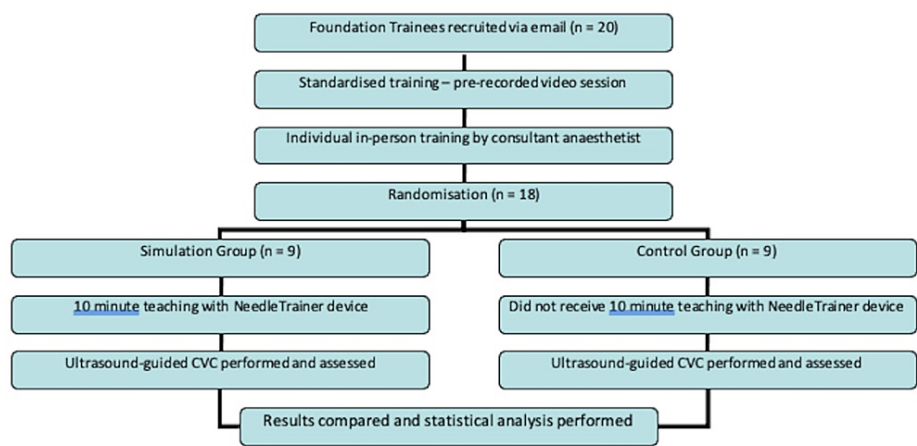 Foundation Trainees recruited via email (n = 20)
Standardised training – pre-recorded video session
Individual in-person training by consultant anaesthetist
Randomisation (n = 18)
Simulation Group (n = 9)
Control Group (n = 9)
10 minute teaching with NeedleTrainer device
Did not receive 10 minute teaching with NeedleTrainer device
Ultrasound-guided CVC performed and assessed
Ultrasound-guided CVC performed and assessed
Results compared and statistical analysis performed